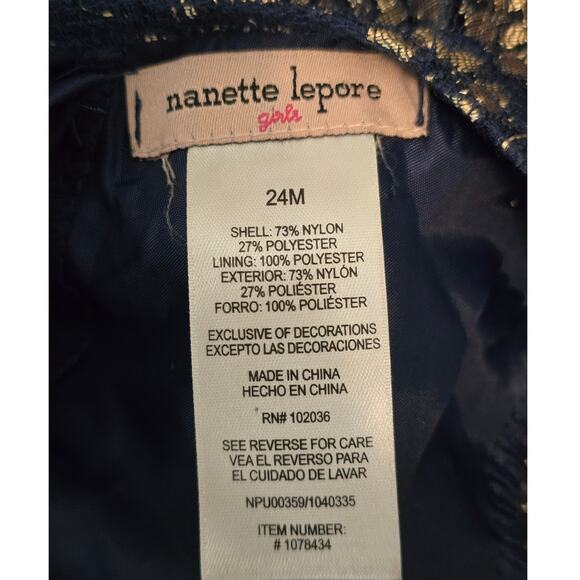 nanette lepore
girls
24M
SHELL: 73% NYLON
27% POLYESTER
LINING: 100% POLYESTER
EXTERIOR: 73% NYLÓN
27% POLIÉSTER
FORRO: 100% POLIÉSTER
EXCLUSIVE OF DECORATIONS
EXCEPTO LAS DECORACIONES
MADE IN CHINA
HECHO EN CHINA
RN# 102036
SEE REVERSE FOR CARE
VEA EL REVERSO PARA
EL CUIDADO DE LAVAR
NPU00359/1040335
ITEM NUMBER:
# 1078434